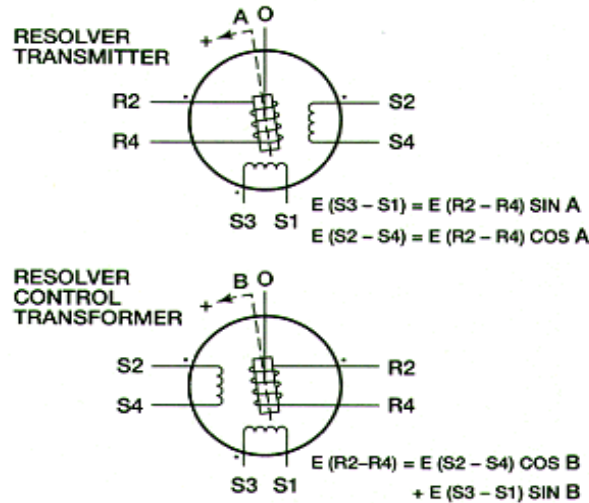 RESOLVER
TRANSMITTER
A O
+
R2 S2
R4 S4
S3 S1
E (S3 – S1) = E (R2 – R4) SIN A
E (S2 – S4) = E (R2 – R4) COS A
RESOLVER
CONTROL
TRANSFORMER
B O
+
S2 R2
S4 R4
S3 S1
E (R2–R4) = E (S2 – S4) COS B
+ E (S3 – S1) SIN B